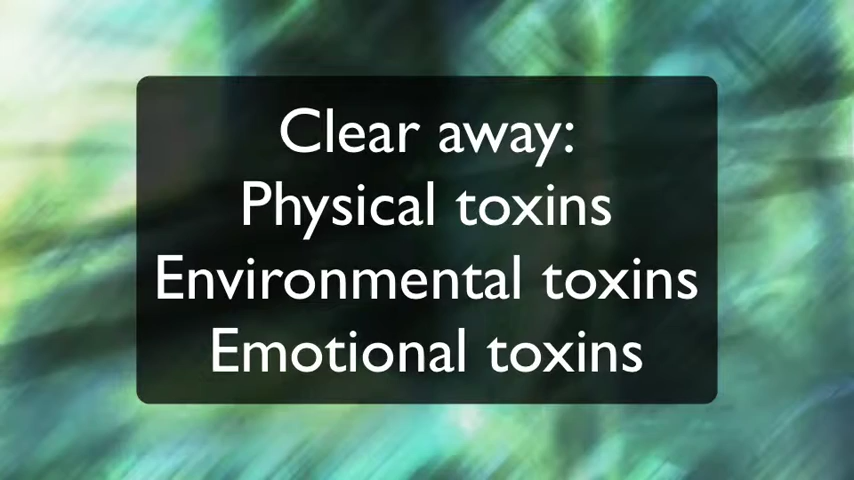 Clear away:
Physical toxins
Environmental toxins
Emotional toxins